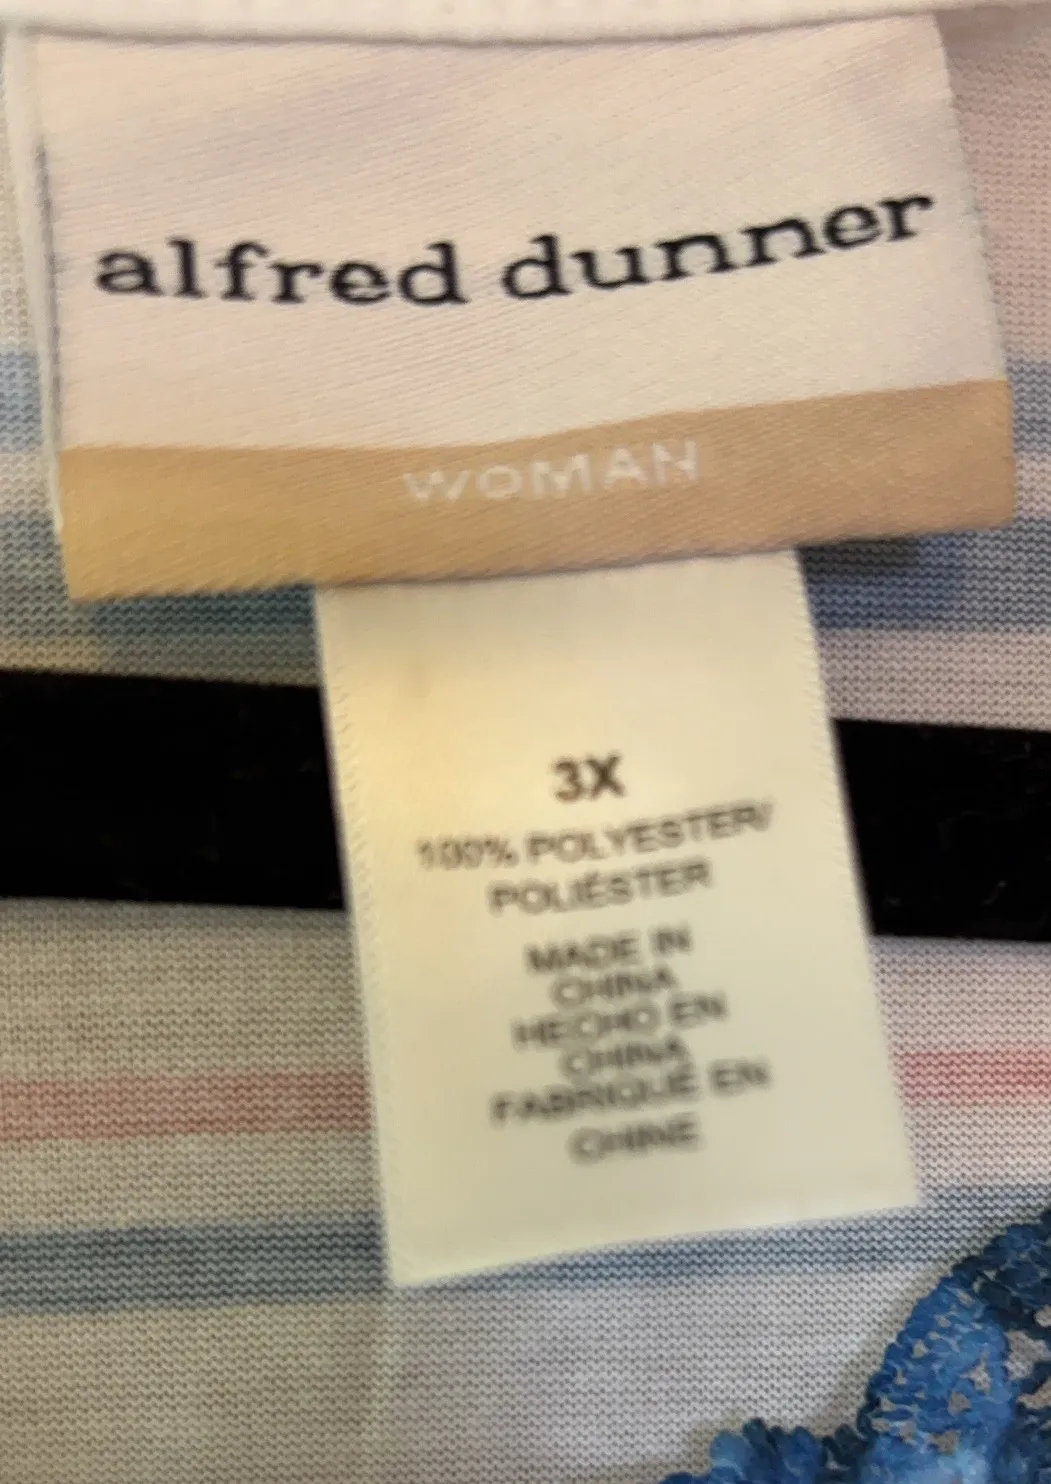 alfred dunner
WOMAN
3X
100% POLYESTER/
POLIÉSTER
MADE IN
CHINA
HECHO EN
CHINA
FABRIQUÉ EN
CHINE